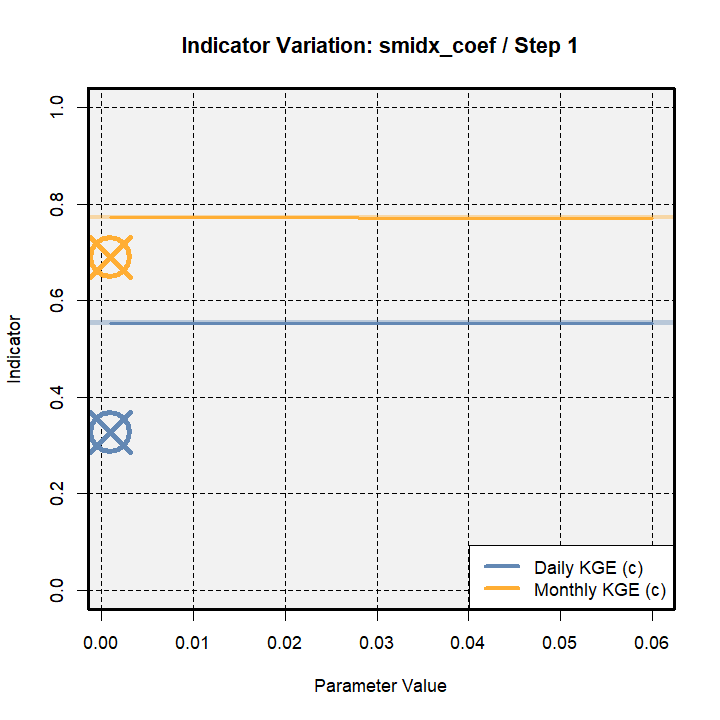 Indicator Variation: smidx_coef / Step 1
Indicator
1.0
0.8
0.6
0.4
0.2
0.0
Daily KGE (c)
Monthly KGE (c)
0.00 0.01 0.02 0.03 0.04 0.05 0.06
Parameter Value